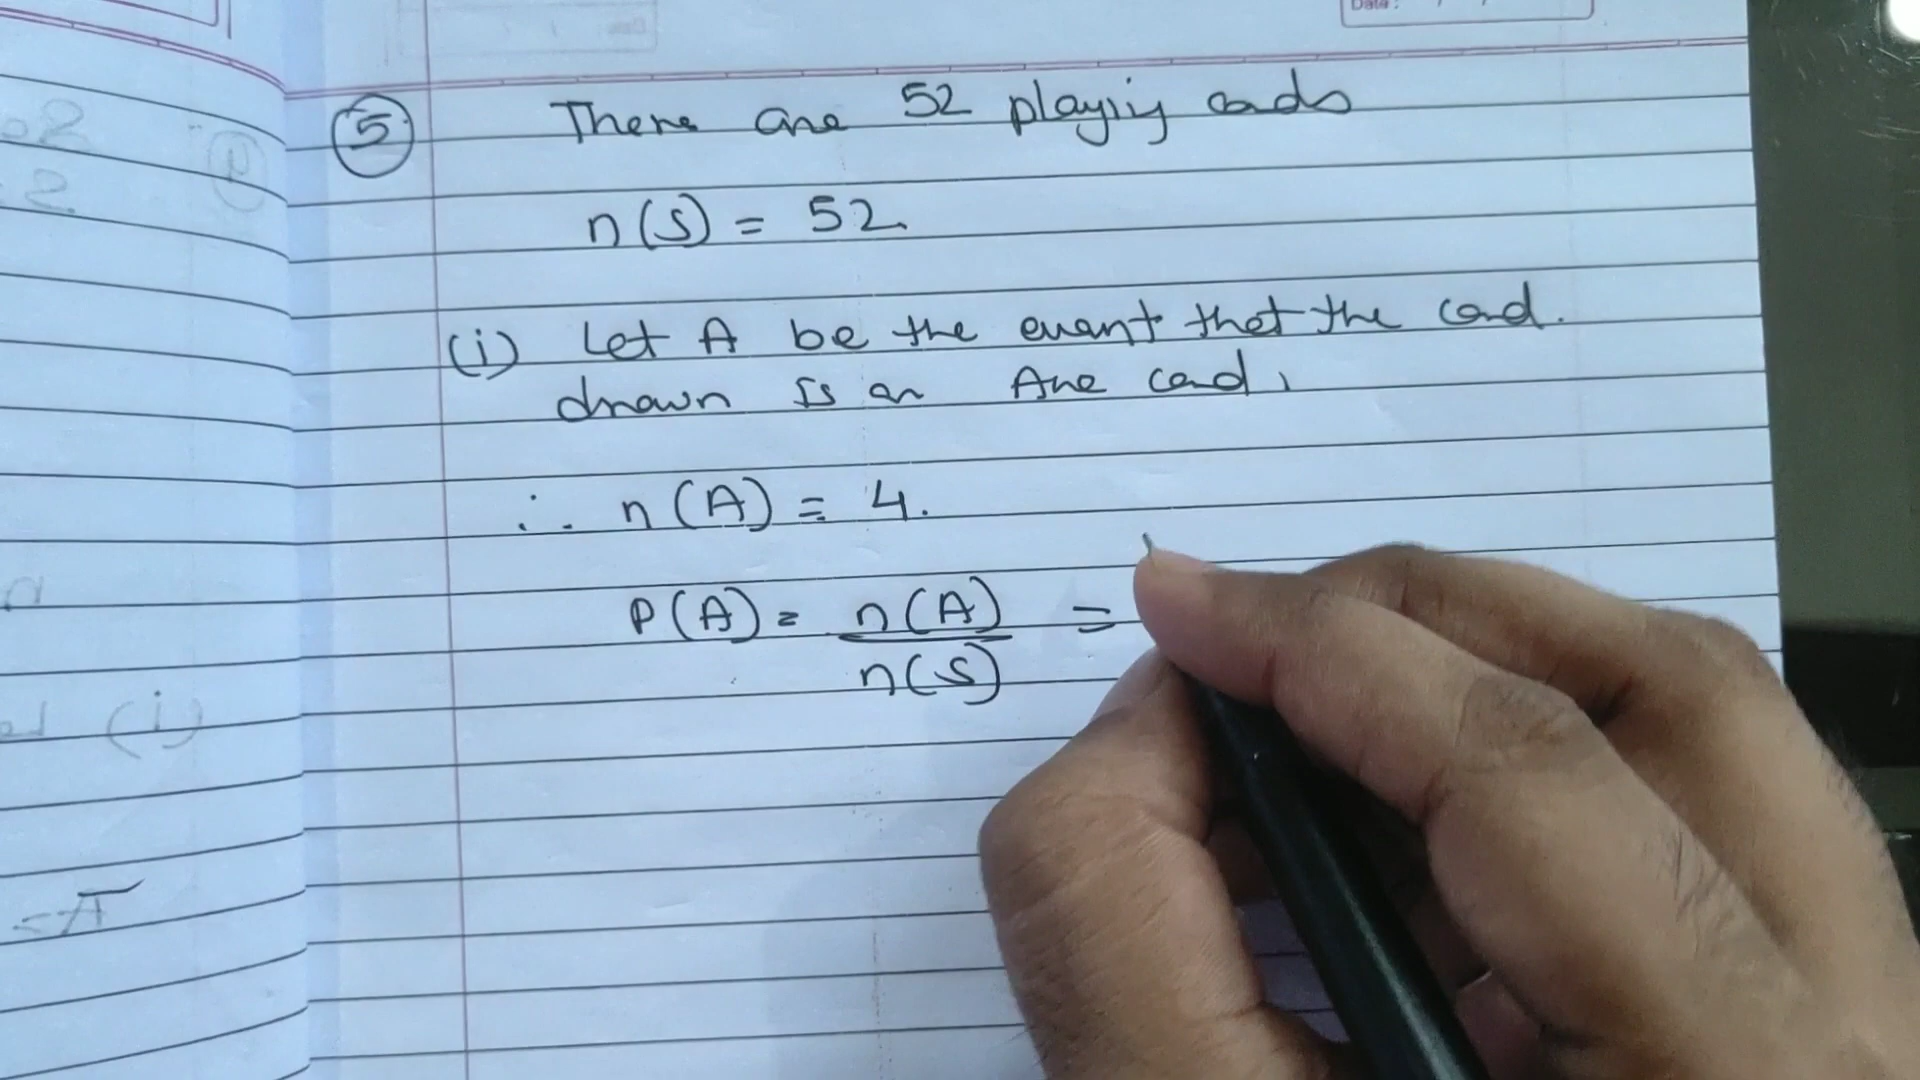 Date :
5 There are 52 playing cards
n(S) = 52.
(i) Let A be the event that the card.
drawn is an Ace card,
∴ n(A) = 4.
P(A) = n(A) =
n(S)